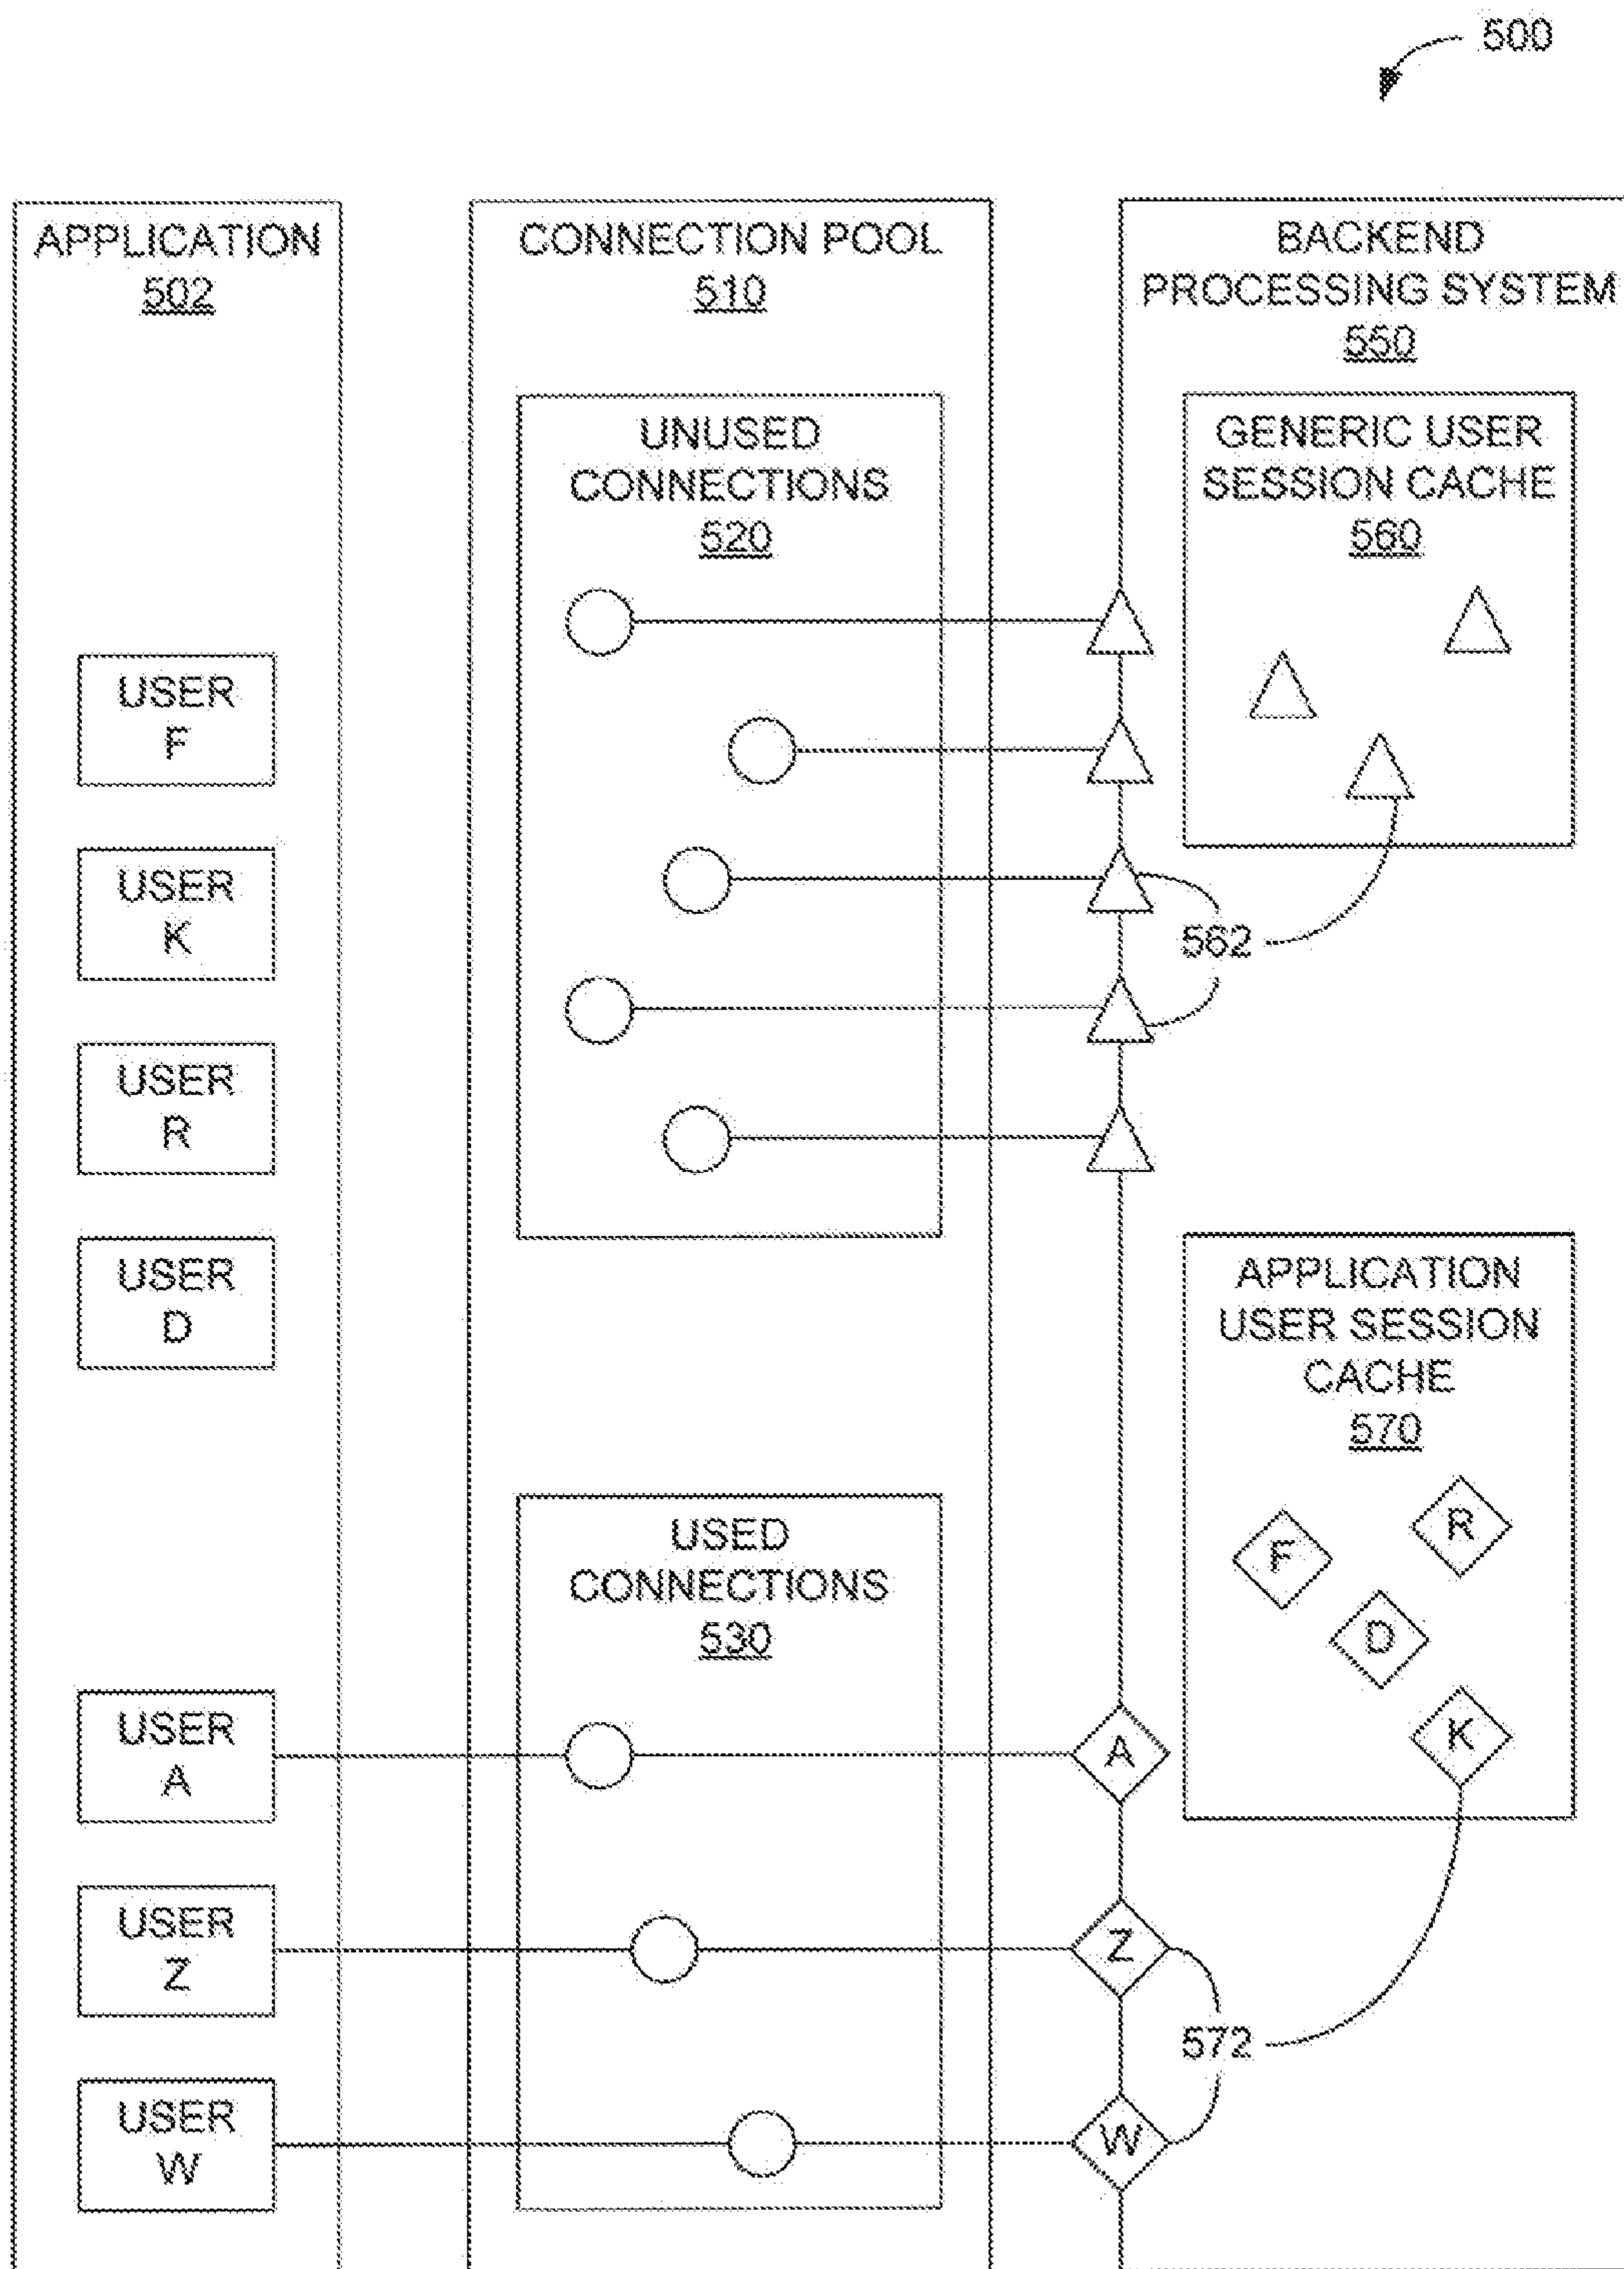 500
APPLICATION
502
CONNECTION POOL
510
BACKEND
PROCESSING SYSTEM
550
UNUSED
CONNECTIONS
520
GENERIC USER
SESSION CACHE
560
USER
F
USER
K
562
USER
R
USER
D
APPLICATION
USER SESSION
CACHE
570
F
R
D
K
USED
CONNECTIONS
530
USER
A
A
USER
Z
Z
572
USER
W
W